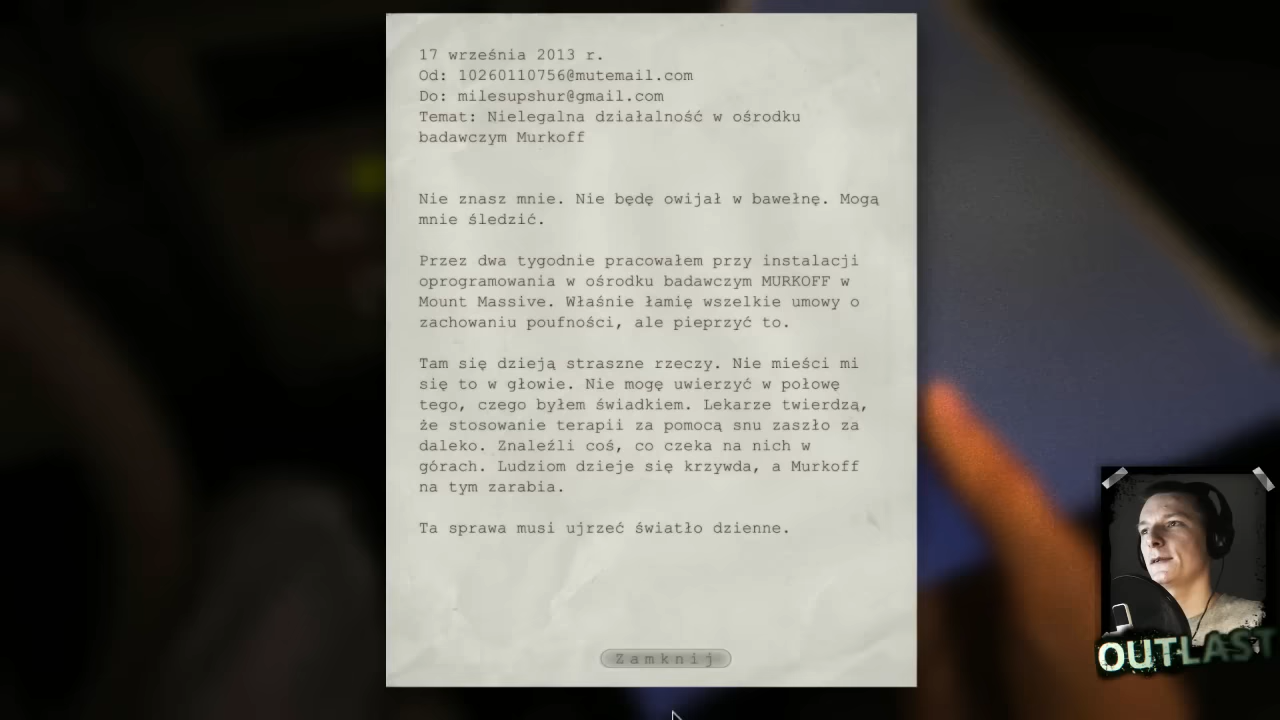 17 września 2013 r.
Od: 10260110756@mutemail.com
Do: milesupshur@gmail.com
Temat: Nielegalna działalność w ośrodku
badawczym Murkoff
Nie znasz mnie. Nie będę owijał w bawełnę. Mogą
mnie śledzić.
Przez dwa tygodnie pracowałem przy instalacji
oprogramowania w ośrodku badawczym MURKOFF w
Mount Massive. Właśnie łamię wszelkie umowy o
zachowaniu poufności, ale pieprzyć to.
Tam się dzieją straszne rzeczy. Nie mieści mi
się to w głowie. Nie mogę uwierzyć w połowę
tego, czego byłem świadkiem. Lekarze twierdzą,
że stosowanie terapii za pomocą snu zaszło za
daleko. Znaleźli coś, co czeka na nich w
górach. Ludziom dzieje się krzywda, a Murkoff
na tym zarabia.
Ta sprawa musi ujrzeć światło dzienne.
Zamknij
OUTLAST